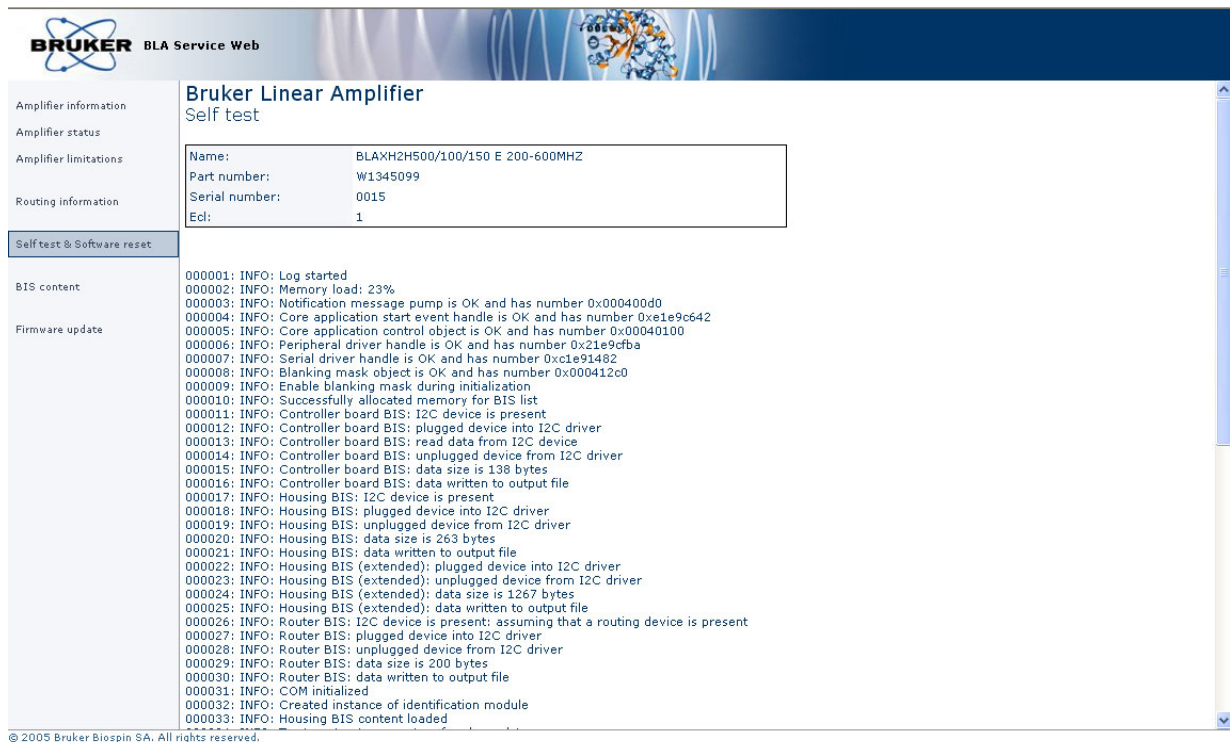 BRUKER BLA Service Web
Amplifier information
Amplifier status
Amplifier limitations
Routing information
Self test & Software reset
BIS content
Firmware update
Bruker Linear Amplifier
Self test
Name: BLAXH2H500/100/150 E 200-600MHZ
Part number: W1345099
Serial number: 0015
Ecl: 1
000001: INFO: Log started
000002: INFO: Memory load: 23%
000003: INFO: Notification message pump is OK and has number 0x000400d0
000004: INFO: Core application start event handle is OK and has number 0xe1e9c642
000005: INFO: Core application control object is OK and has number 0x00040100
000006: INFO: Peripheral driver handle is OK and has number 0x21e9cfba
000007: INFO: Serial driver handle is OK and has number 0xc1e91482
000008: INFO: Blanking mask object is OK and has number 0x000412c0
000009: INFO: Enable blanking mask during initialization
000010: INFO: Successfully allocated memory for BIS list
000011: INFO: Controller board BIS: I2C device is present
000012: INFO: Controller board BIS: plugged device into I2C driver
000013: INFO: Controller board BIS: read data from I2C device
000014: INFO: Controller board BIS: unplugged device from I2C driver
000015: INFO: Controller board BIS: data size is 138 bytes
000016: INFO: Controller board BIS: data written to output file
000017: INFO: Housing BIS: I2C device is present
000018: INFO: Housing BIS: plugged device into I2C driver
000019: INFO: Housing BIS: unplugged device from I2C driver
000020: INFO: Housing BIS: data size is 263 bytes
000021: INFO: Housing BIS: data written to output file
000022: INFO: Housing BIS (extended): plugged device into I2C driver
000023: INFO: Housing BIS (extended): unplugged device from I2C driver
000024: INFO: Housing BIS (extended): data size is 1267 bytes
000025: INFO: Housing BIS (extended): data written to output file
000026: INFO: Router BIS: I2C device is present: assuming that a routing device is present
000027: INFO: Router BIS: plugged device into I2C driver
000028: INFO: Router BIS: unplugged device from I2C driver
000029: INFO: Router BIS: data size is 200 bytes
000030: INFO: Router BIS: data written to output file
000031: INFO: COM initialized
000032: INFO: Created instance of identification module
000033: INFO: Housing BIS content loaded
© 2005 Bruker Biospin SA. All rights reserved.